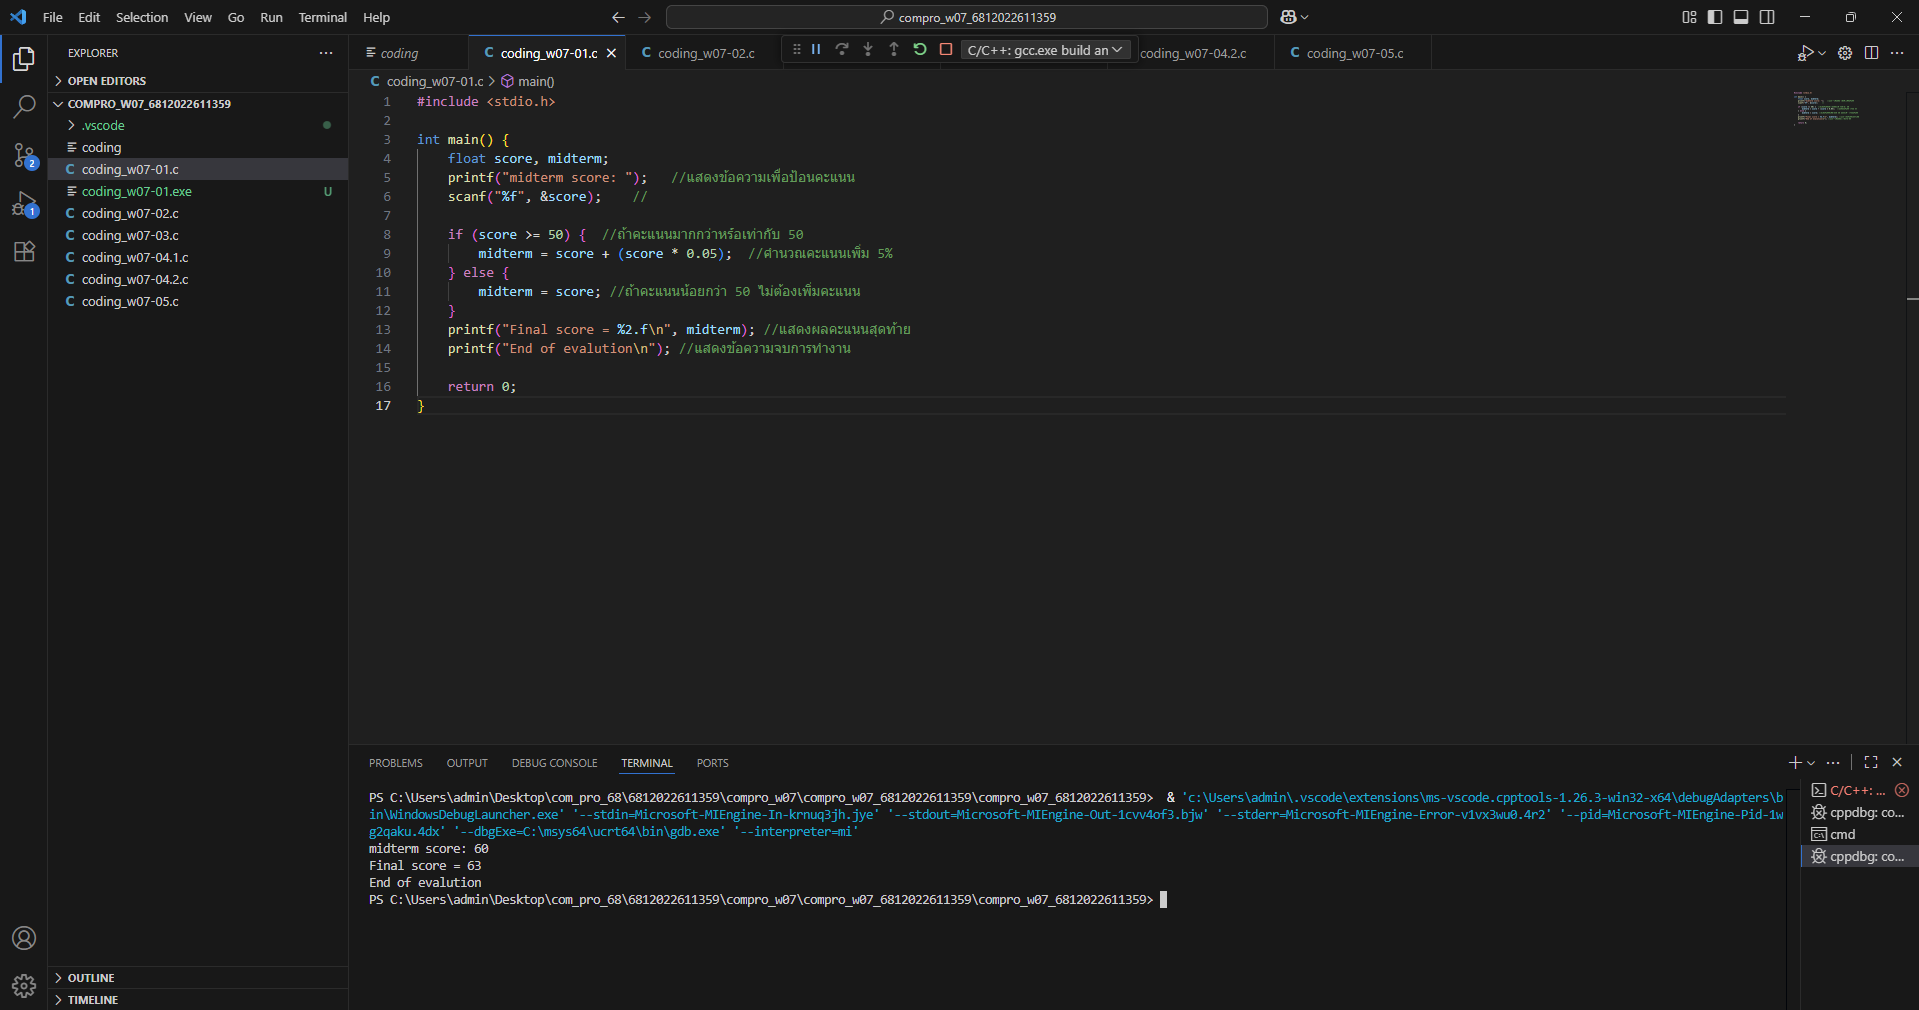 File Edit Selection View Go Run Terminal Help
compro_w07_6812022611359
EXPLORER
OPEN EDITORS
COMPRO_W07_6812022611359
.vscode
coding
C coding_w07-01.c
coding_w07-01.exe U
C coding_w07-02.c
C coding_w07-03.c
C coding_w07-04.1.c
C coding_w07-04.2.c
C coding_w07-05.c
OUTLINE
TIMELINE
2
1
coding
C coding_w07-01.c
C coding_w07-02.c
C/C++: gcc.exe build an
coding_w07-04.2.c
C coding_w07-05.c
C coding_w07-01.c > main()
1 #include <stdio.h>
2
3 int main() {
4 float score, midterm;
5 printf("midterm score: "); //แสดงข้อความเพื่อป้อนคะแนน
6 scanf("%f", &score); //
7
8 if (score >= 50) { //ถ้าคะแนนมากกว่าหรือเท่ากับ 50
9 midterm = score + (score * 0.05); //คำนวณคะแนนเพิ่ม 5%
10 } else {
11 midterm = score; //ถ้าคะแนนน้อยกว่า 50 ไม่ต้องเพิ่มคะแนน
12 }
13 printf("Final score = %2.f\n", midterm); //แสดงผลคะแนนสุดท้าย
14 printf("End of evalution\n"); //แสดงข้อความจบการทำงาน
15
16 return 0;
17 }
PROBLEMS OUTPUT DEBUG CONSOLE TERMINAL PORTS
PS C:\Users\admin\Desktop\com_pro_68\6812022611359\compro_w07\compro_w07_6812022611359\compro_w07_6812022611359> & 'c:\Users\admin\.vscode\extensions\ms-vscode.cpptools-1.26.3-win32-x64\debugAdapters\b
in\WindowsDebugLauncher.exe' '--stdin=Microsoft-MIEngine-In-krnuq3jh.jye' '--stdout=Microsoft-MIEngine-Out-1cvv4of3.bjw' '--stderr=Microsoft-MIEngine-Error-v1vx3wu0.4r2' '--pid=Microsoft-MIEngine-Pid-1w
g2qaku.4dx' '--dbgExe=C:\msys64\ucrt64\bin\gdb.exe' '--interpreter=mi'
midterm score: 60
Final score = 63
End of evalution
PS C:\Users\admin\Desktop\com_pro_68\6812022611359\compro_w07\compro_w07_6812022611359\compro_w07_6812022611359>
C/C++: ...
cppdbg: co...
cmd
cppdbg: co...